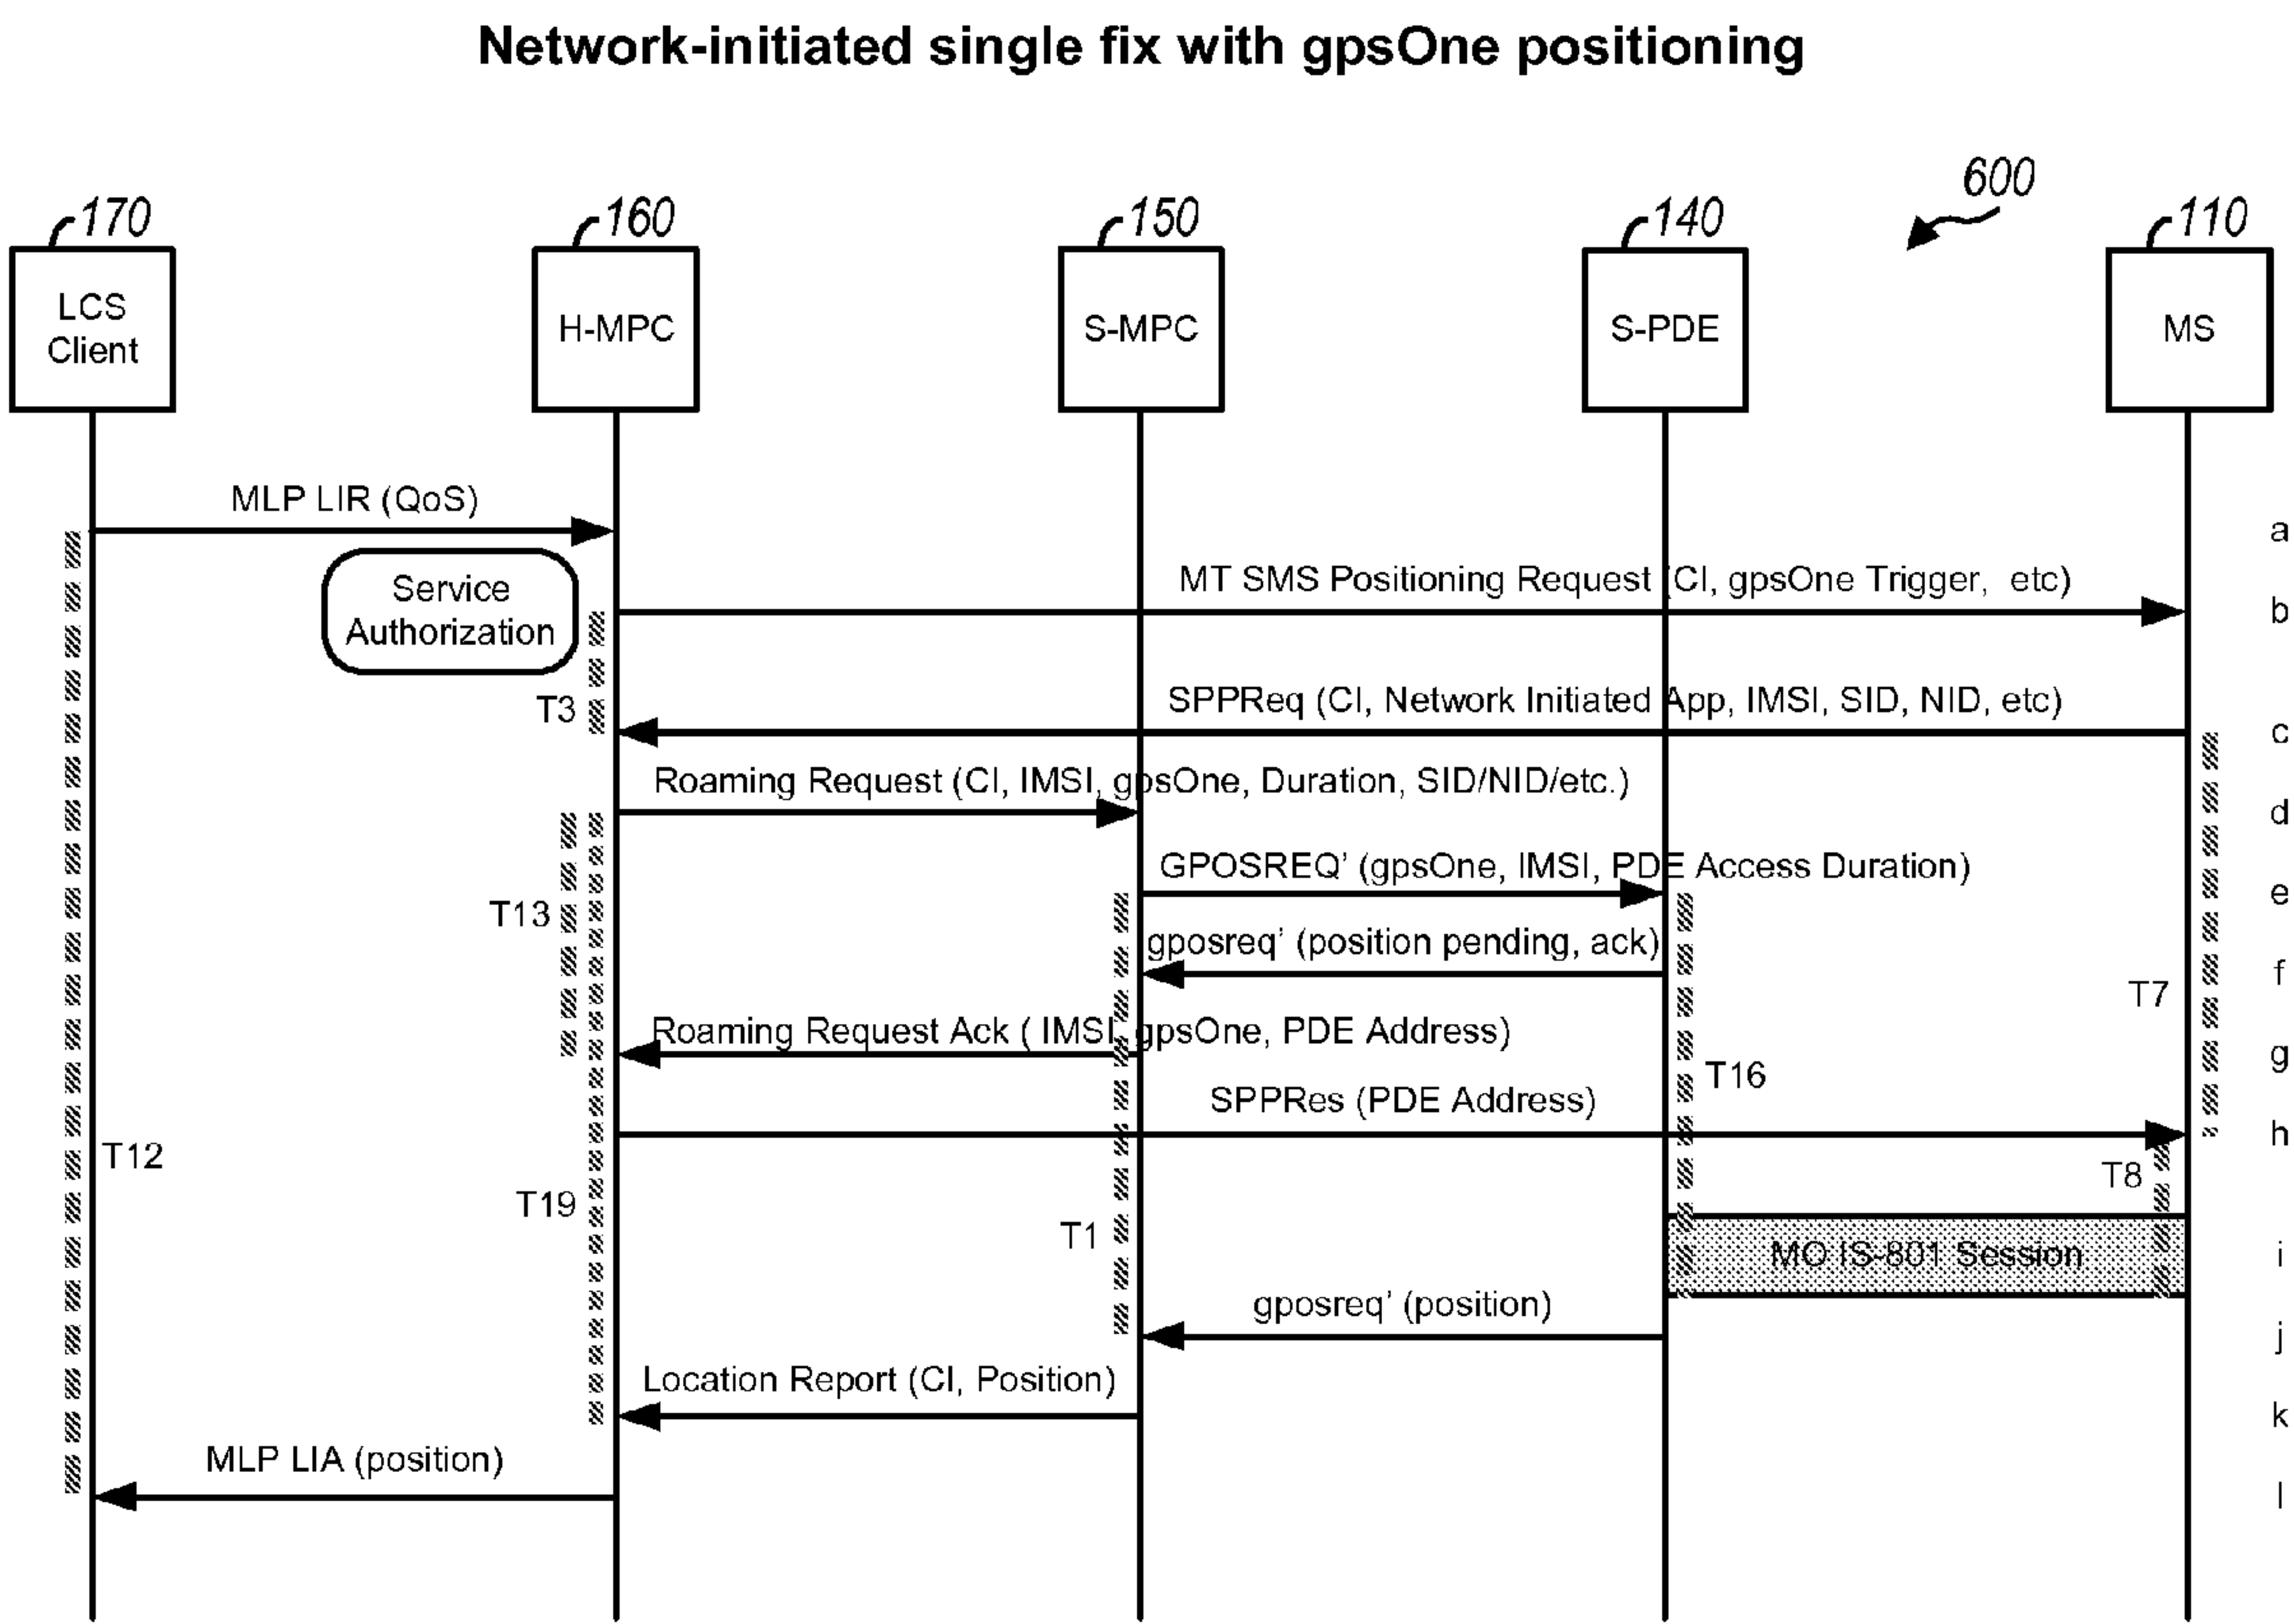 Network-initiated single fix with gpsOne positioning
600
170
160
150
140
110
LCS
Client
H-MPC
S-MPC
S-PDE
MS
MLP LIR (QoS)
a
Service
Authorization
MT SMS Positioning Request (CI, gpsOne Trigger, etc)
b
T3
SPPReq (CI, Network Initiated App, IMSI, SID, NID, etc)
c
Roaming Request (CI, IMSI, gpsOne, Duration, SID/NID/etc.)
d
GPOSREQ’ (gpsOne, IMSI, PDE Access Duration)
e
T13
gposreq’ (position pending, ack)
f
T7
Roaming Request Ack ( IMSI, gpsOne, PDE Address)
g
T16
SPPRes (PDE Address)
h
T12
T8
T19
T1
MO IS-801 Session
i
gposreq’ (position)
j
Location Report (CI, Position)
k
MLP LIA (position)
l